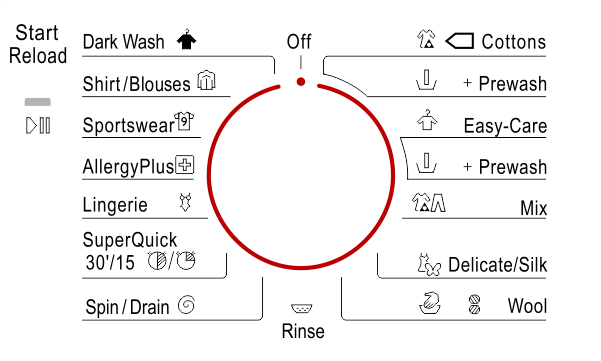 Start
Reload
Dark Wash
Off
Cottons
Shirt/Blouses
+ Prewash
Sportswear 9
Easy-Care
AllergyPlus
+ Prewash
Lingerie
Mix
SuperQuick
30'/15
Delicate/Silk
Spin/Drain
Wool
Rinse